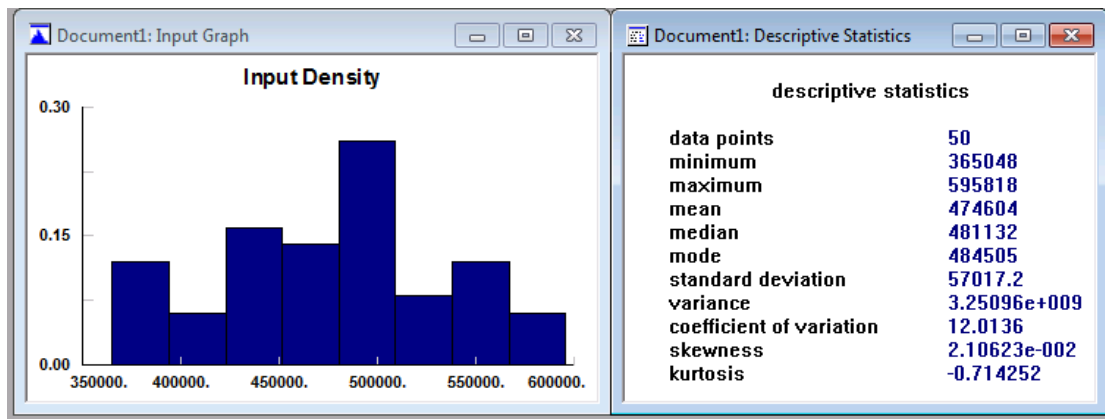 Document1: Input Graph
Input Density
0.30
0.15
0.00
350000. 400000. 450000. 500000. 550000. 600000.
Document1: Descriptive Statistics
descriptive statistics
data points 50
minimum 365048
maximum 595818
mean 474604
median 481132
mode 484505
standard deviation 57017.2
variance 3.25096e+009
coefficient of variation 12.0136
skewness 2.10623e-002
kurtosis -0.714252